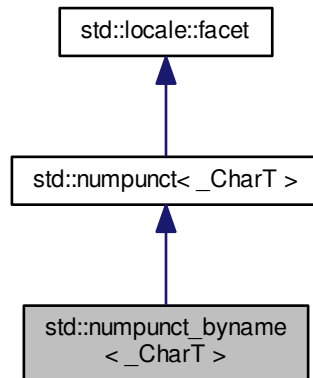 std::locale::facet
std::numpunct< _CharT >
std::numpunct_byname
< _CharT >